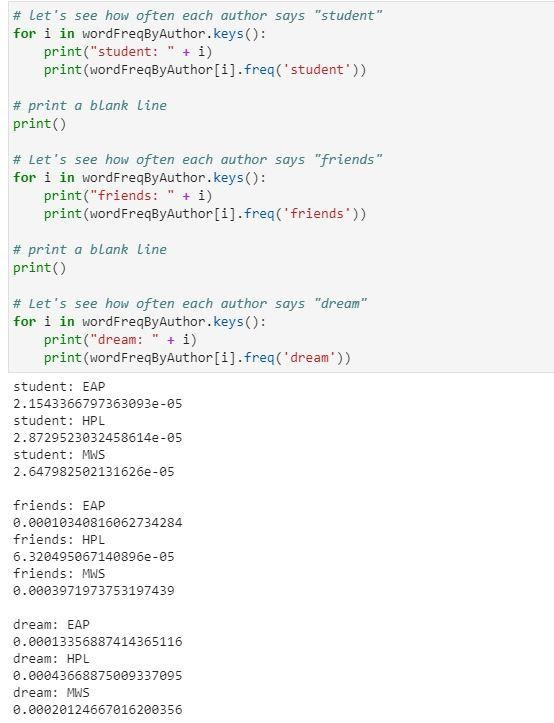 # let's see how often each author says "student"
for i in wordFreqByAuthor.keys():
    print("student: " + i)
    print(wordFreqByAuthor[i].freq('student'))

# print a blank line
print()

# Let's see how often each author says "friends"
for i in wordFreqByAuthor.keys():
    print("friends: " + i)
    print(wordFreqByAuthor[i].freq('friends'))

# print a blank line
print()

# Let's see how often each author says "dream"
for i in wordFreqByAuthor.keys():
    print("dream: " + i)
    print(wordFreqByAuthor[i].freq('dream'))
student: EAP
2.1543366797363093e-05
student: HPL
2.8729523032458614e-05
student: MWS
2.647982502131626e-05

friends: EAP
0.00010340816062734284
friends: HPL
6.320495067140896e-05
friends: MWS
0.0003971973753197439

dream: EAP
0.00013356887414365116
dream: HPL
0.00043668875009337095
dream: MWS
0.00020124667016200356